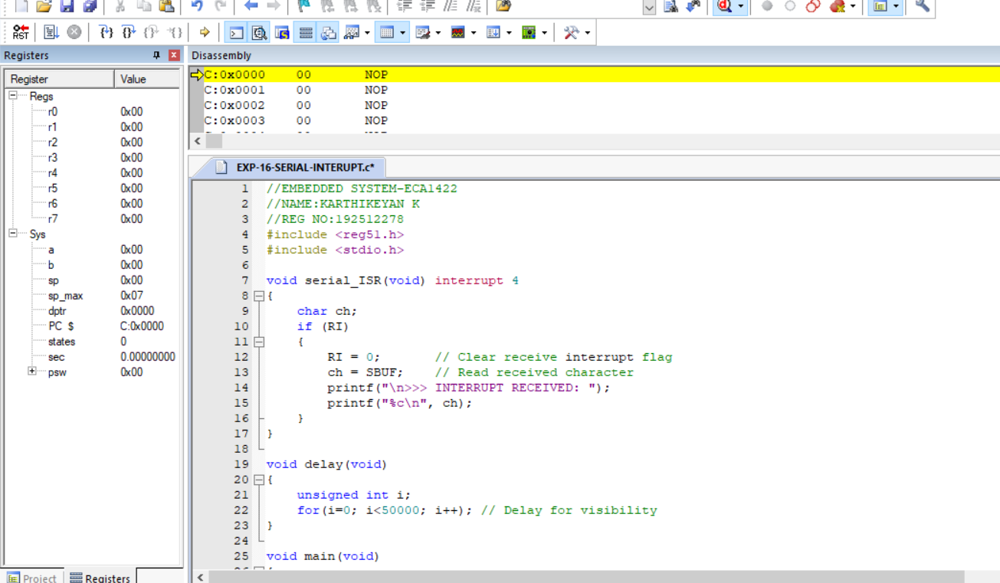 RST
Registers
Disassembly
Register Value
Regs
r0 0x00
r1 0x00
r2 0x00
r3 0x00
r4 0x00
r5 0x00
r6 0x00
r7 0x00
Sys
a 0x00
b 0x00
sp 0x00
sp_max 0x07
dptr 0x0000
PC $ C:0x0000
states 0
sec 0.00000000
psw 0x00
Project Registers
C:0x0000 00 NOP
C:0x0001 00 NOP
C:0x0002 00 NOP
C:0x0003 00 NOP
EXP-16-SERIAL-INTERUPT.c*
1 //EMBEDDED SYSTEM-ECA1422
2 //NAME:KARTHIKEYAN K
3 //REG NO:192512278
4 #include <reg51.h>
5 #include <stdio.h>
6
7 void serial_ISR(void) interrupt 4
8 {
9 char ch;
10 if (RI)
11 {
12 RI = 0; // Clear receive interrupt flag
13 ch = SBUF; // Read received character
14 printf("\n>>> INTERRUPT RECEIVED: ");
15 printf("%c\n", ch);
16 }
17 }
18
19 void delay(void)
20 {
21 unsigned int i;
22 for(i=0; i<50000; i++); // Delay for visibility
23 }
24
25 void main(void)